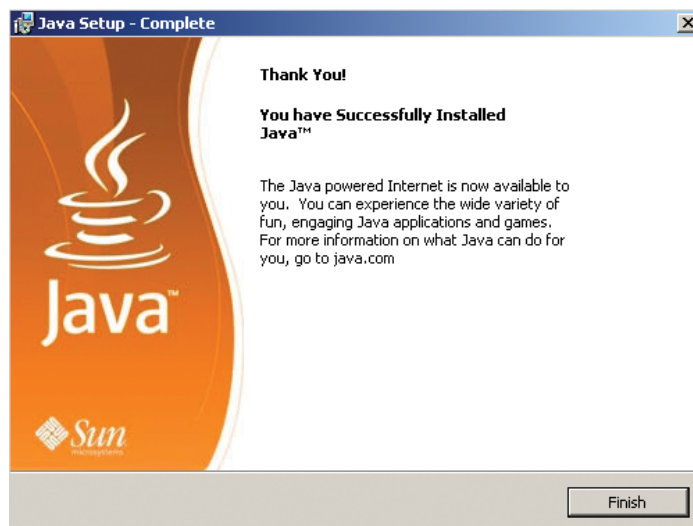 Java Setup - Complete
Thank You!
You have Successfully Installed
Java™
The Java powered Internet is now available to
you. You can experience the wide variety of
fun, engaging Java applications and games.
For more information on what Java can do for
you, go to java.com
Java™
Sun
microsystems
Finish